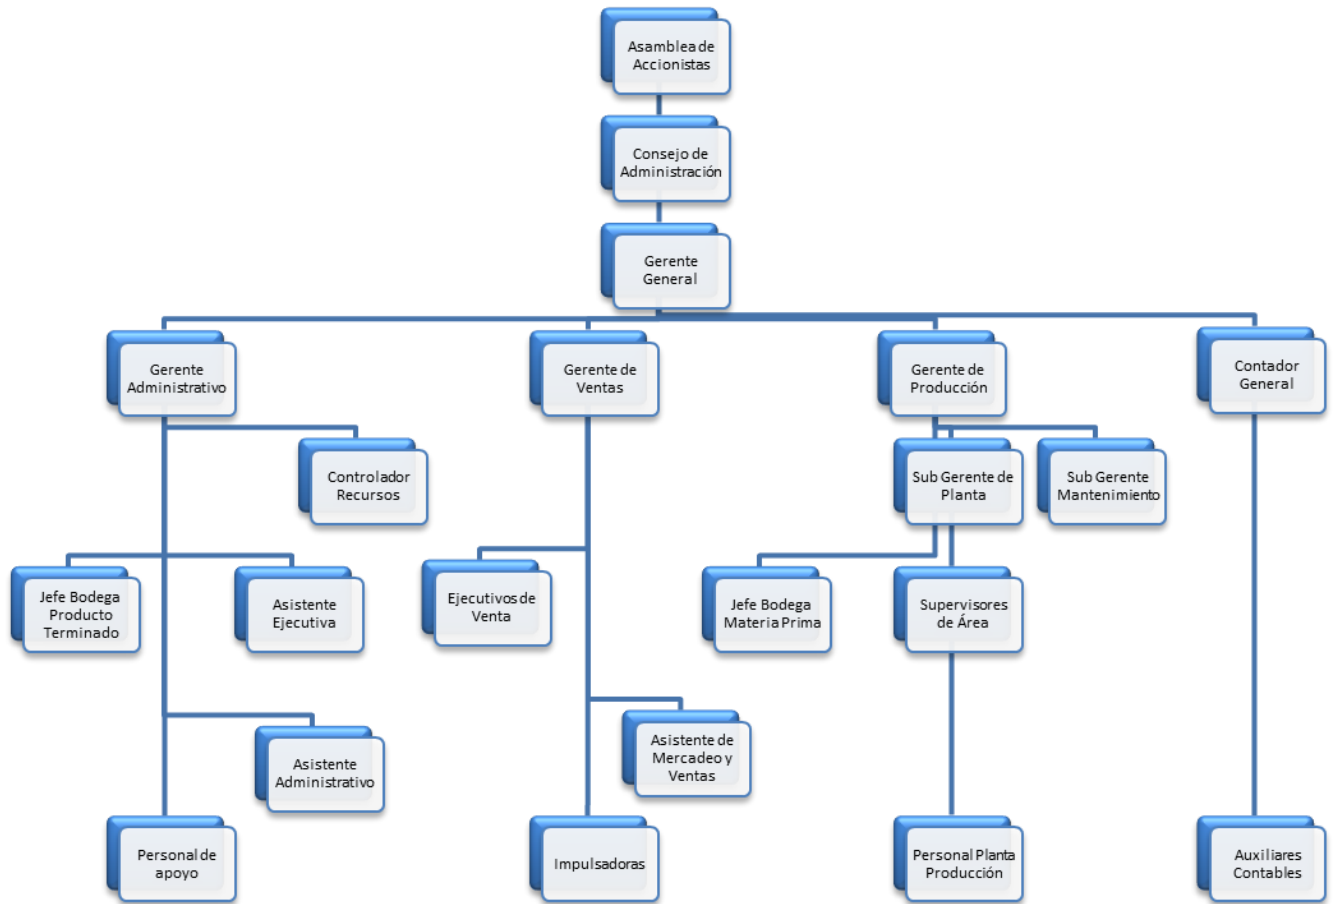 Asamblea de
Accionistas
Consejo de
Administración
Gerente
General
Gerente
Administrativo
Gerente de
Ventas
Gerente de
Producción
Contador
General
Controlador
Recursos
Sub Gerente de
Planta
Sub Gerente
Mantenimiento
Jefe Bodega
Producto
Terminado
Asistente
Ejecutiva
Ejecutivos de
Venta
Jefe Bodega
Materia Prima
Supervisores
de Área
Asistente
Administrativo
Asistente de
Mercadeo y
Ventas
Personal de
apoyo
Impulsadoras
Personal Planta
Producción
Auxiliares
Contables